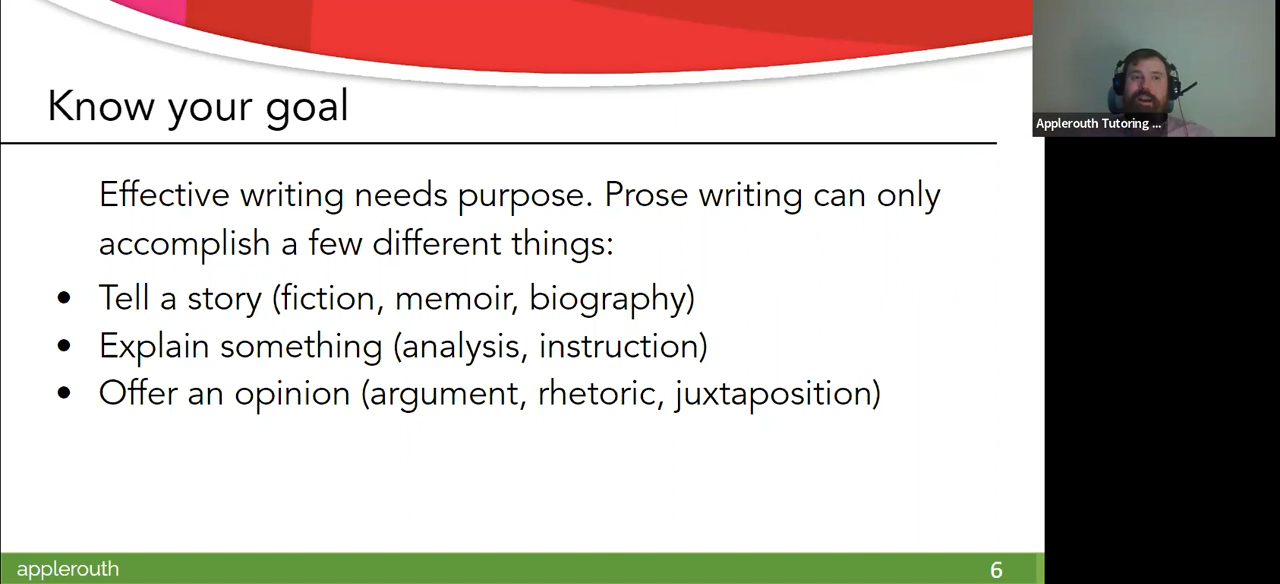 Know your goal
Effective writing needs purpose. Prose writing can only
accomplish a few different things:
• Tell a story (fiction, memoir, biography)
• Explain something (analysis, instruction)
• Offer an opinion (argument, rhetoric, juxtaposition)
applerouth
6
Applerouth Tutoring ...